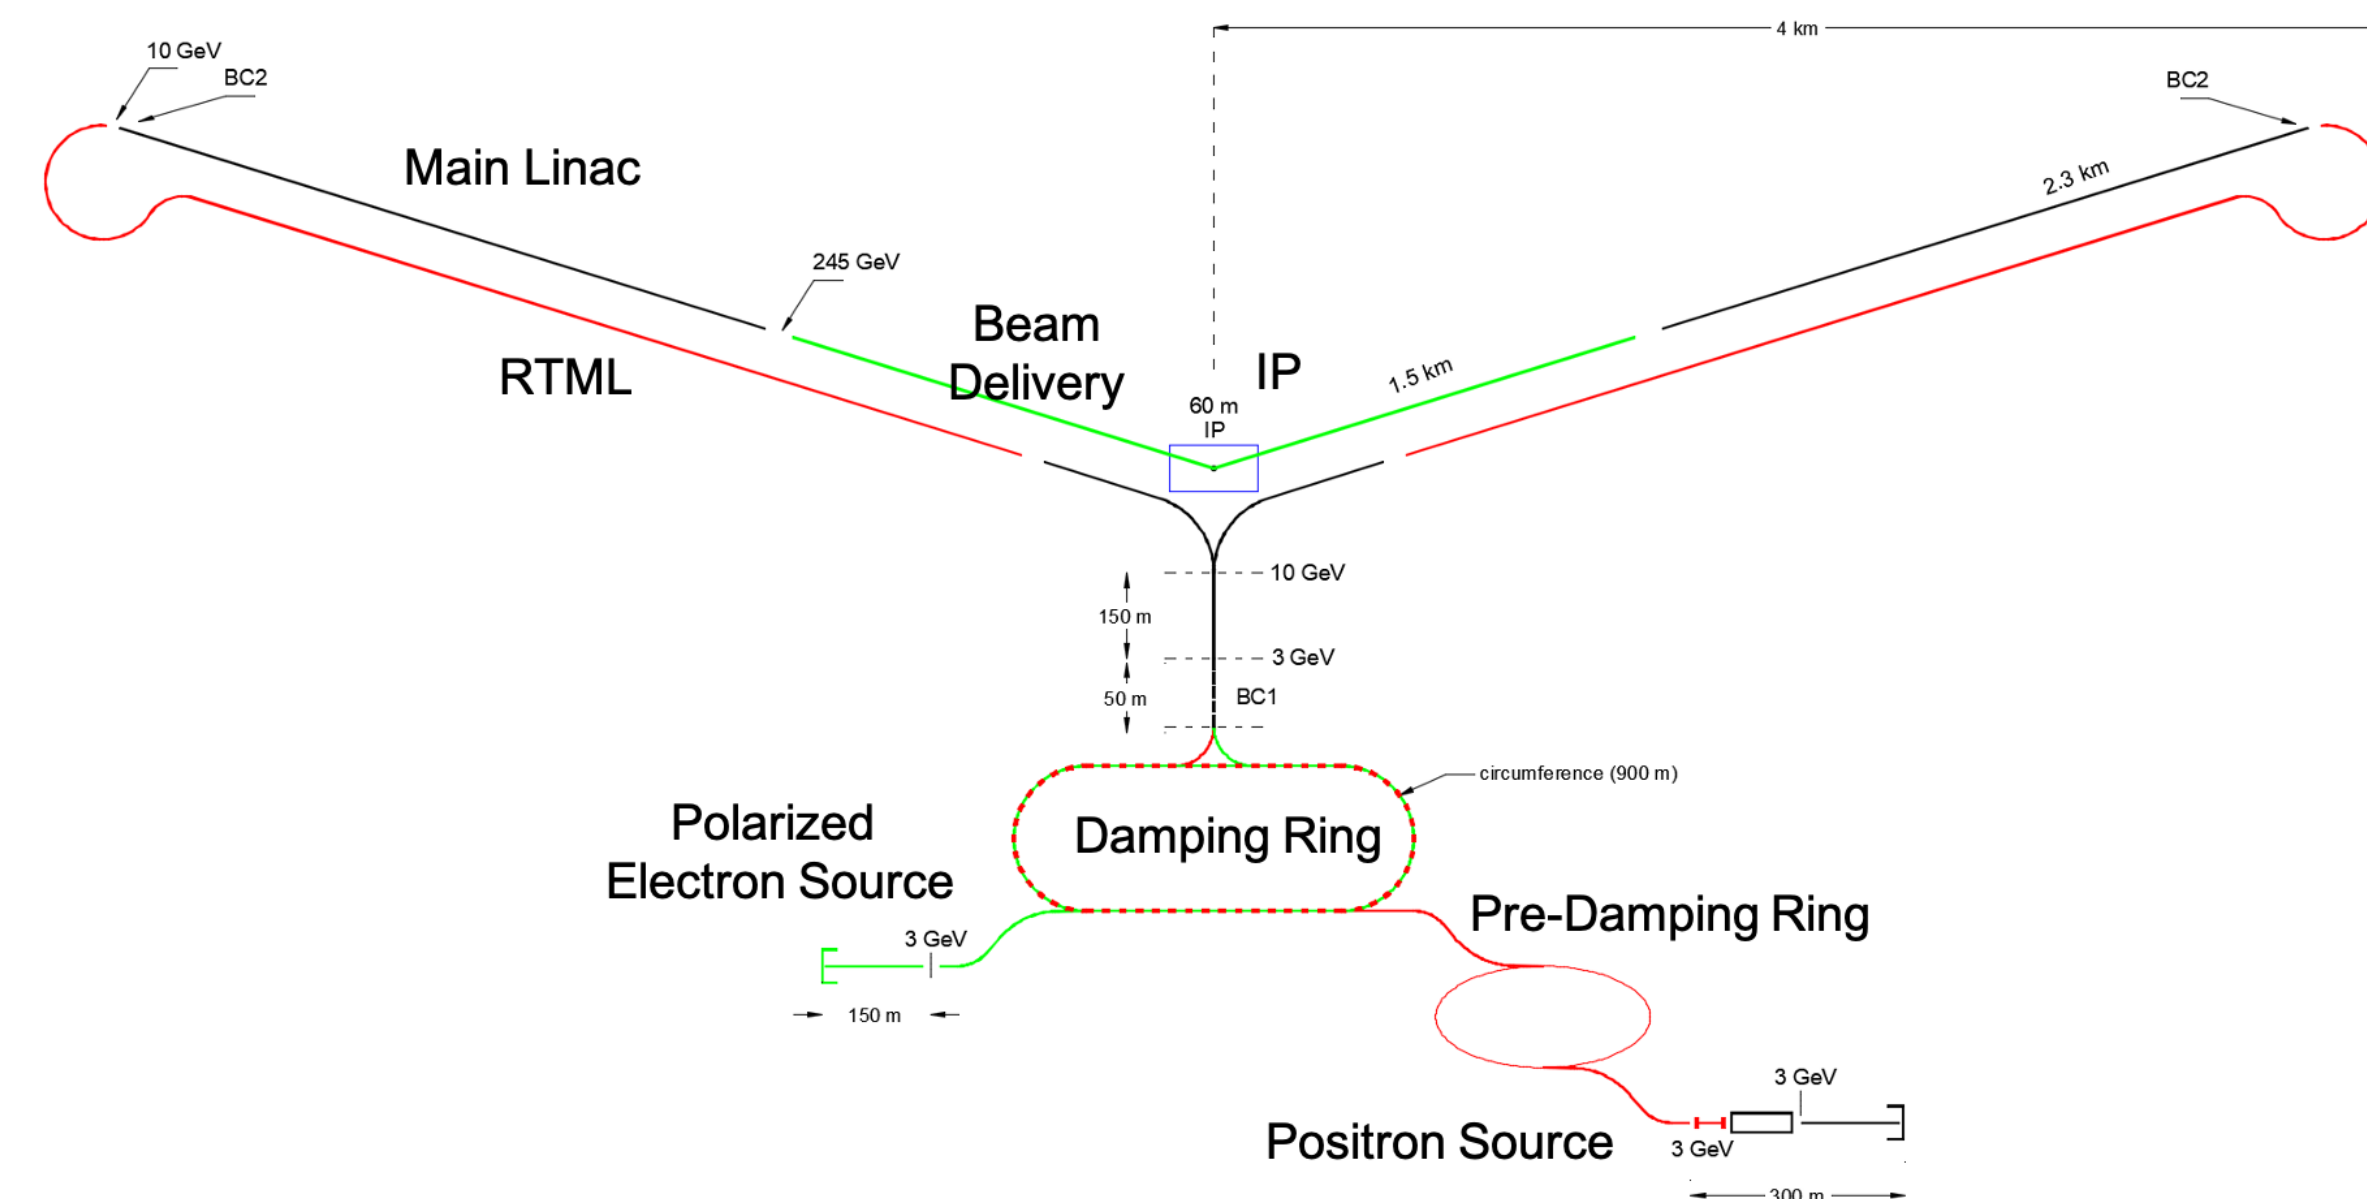 4 km
10 GeV
BC2
BC2
Main Linac
2.3 km
245 GeV
Beam
Delivery
IP
RTML
1.5 km
60 m
IP
10 GeV
150 m
3 GeV
50 m
BC1
circumference (900 m)
Polarized
Electron Source
Damping Ring
Pre-Damping Ring
3 GeV
150 m
3 GeV
Positron Source
3 GeV
300 m